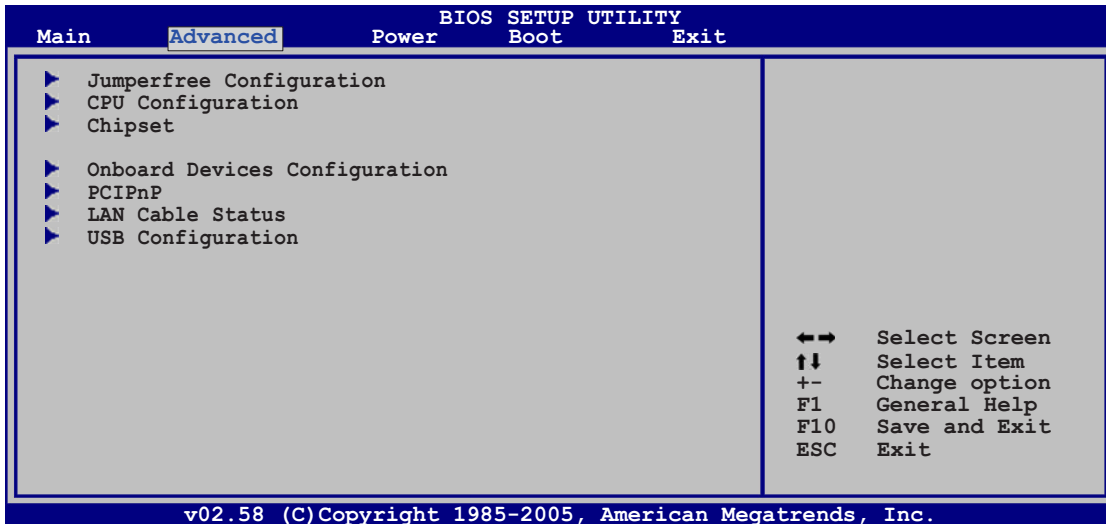 BIOS SETUP UTILITY
Main Advanced Power Boot Exit
Jumperfree Configuration
CPU Configuration
Chipset
Onboard Devices Configuration
PCIPnP
LAN Cable Status
USB Configuration
←→ Select Screen
↑↓ Select Item
+- Change option
F1 General Help
F10 Save and Exit
ESC Exit
v02.58 (C)Copyright 1985-2005, American Megatrends, Inc.